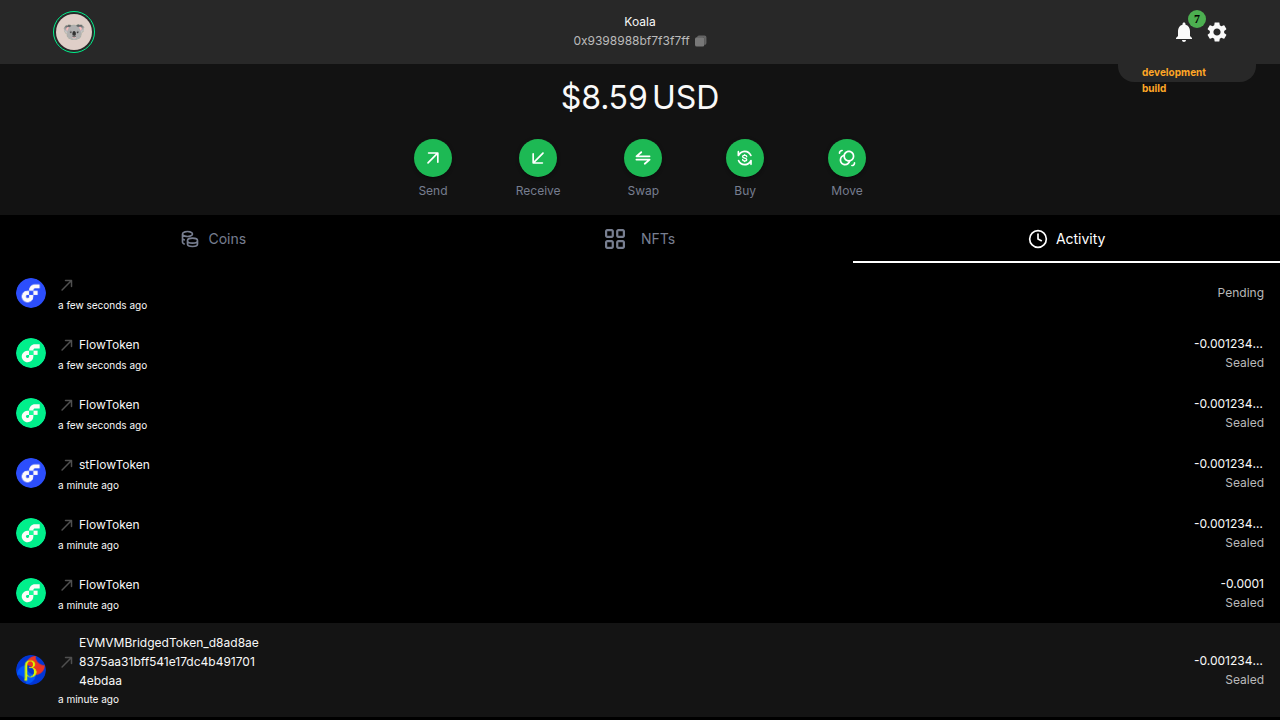 Koala
0x9398988bf7f3f7ff
7
development
build
$8.59 USD
Send
Receive
Swap
Buy
Move
Coins
NFTs
Activity
a few seconds ago
Pending
FlowToken
a few seconds ago
-0.001234...
Sealed
FlowToken
a few seconds ago
-0.001234...
Sealed
stFlowToken
a minute ago
-0.001234...
Sealed
FlowToken
a minute ago
-0.001234...
Sealed
FlowToken
a minute ago
-0.0001
Sealed
EVMVMBridgedToken_d8ad8ae
8375aa31bff541e17dc4b491701
4ebdaa
a minute ago
-0.001234...
Sealed